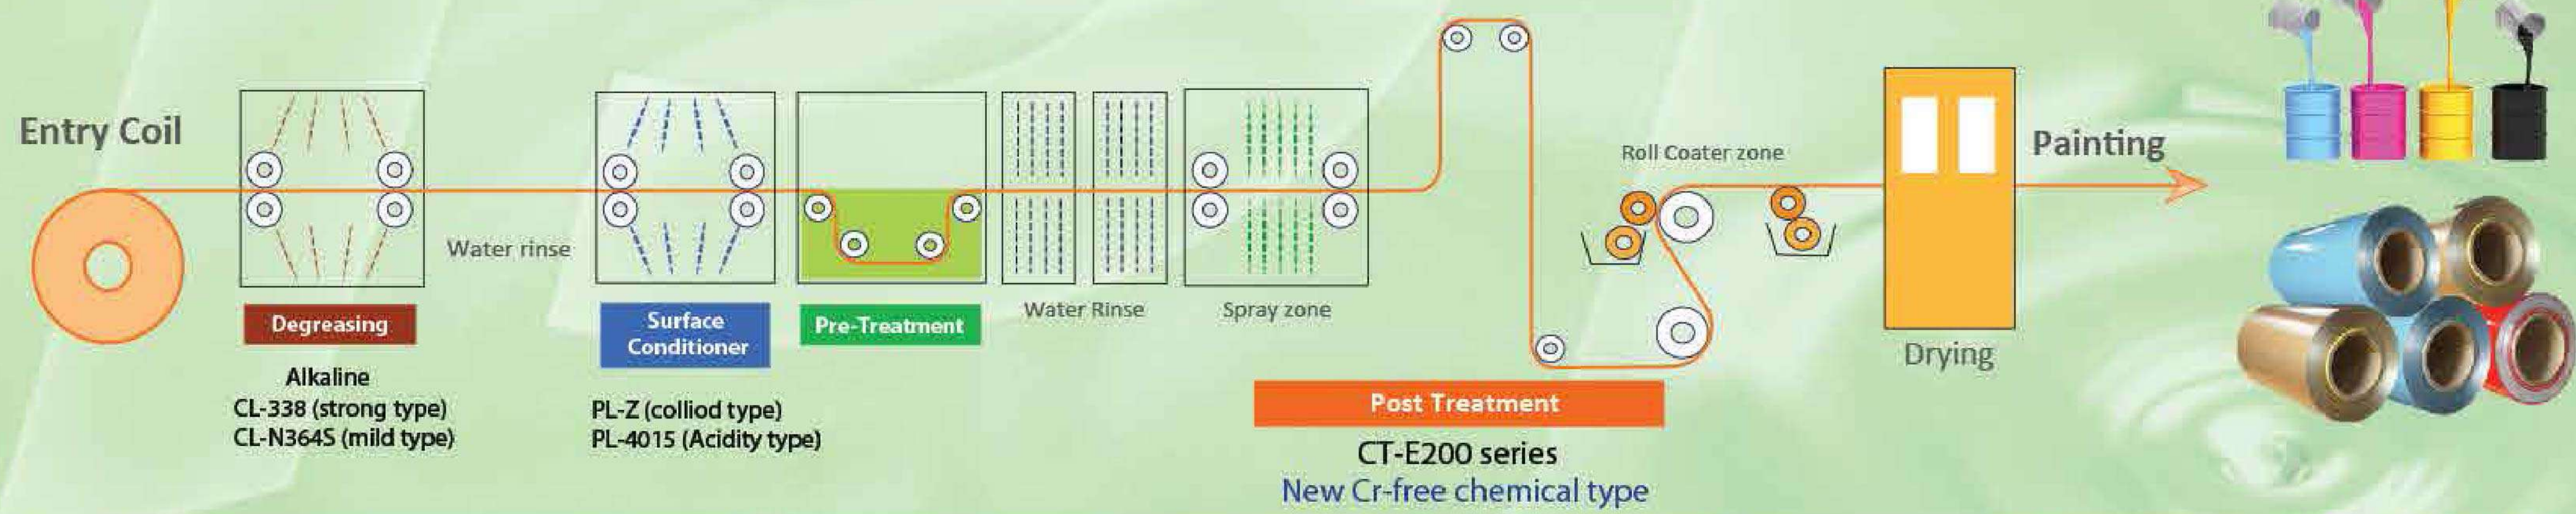 Entry Coil
Degreasing
Alkaline
CL-338 (strong type)
CL-N364S (mild type)
Water rinse
Surface
Conditioner
PL-Z (colliod type)
PL-4015 (Acidity type)
Pre-Treatment
Water Rinse
Spray zone
Post Treatment
CT-E200 series
New Cr-free chemical type
Roll Coater zone
Drying
Painting